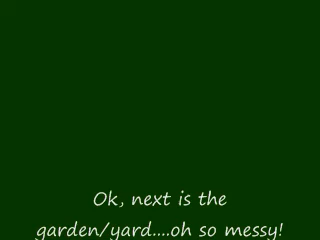 Ok, next is the
garden/yard....oh so messy!